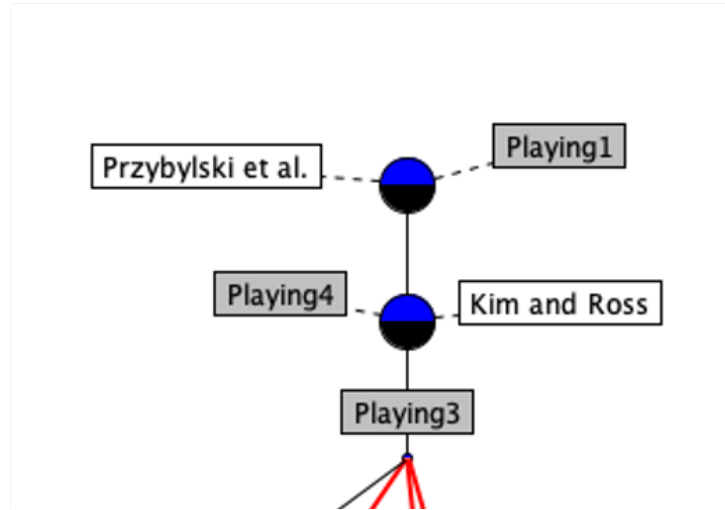 Playing1
Przybylski et al.
Playing4
Kim and Ross
Playing3